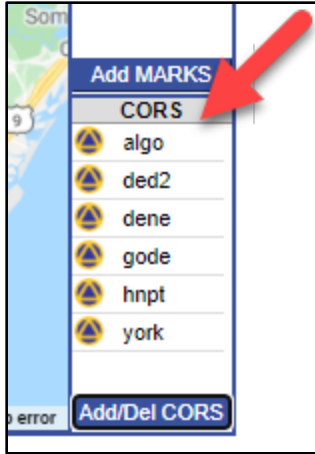 Som
Add MARKS
9
CORS
algo
ded2
dene
gode
hnpt
york
error
Add/Del CORS